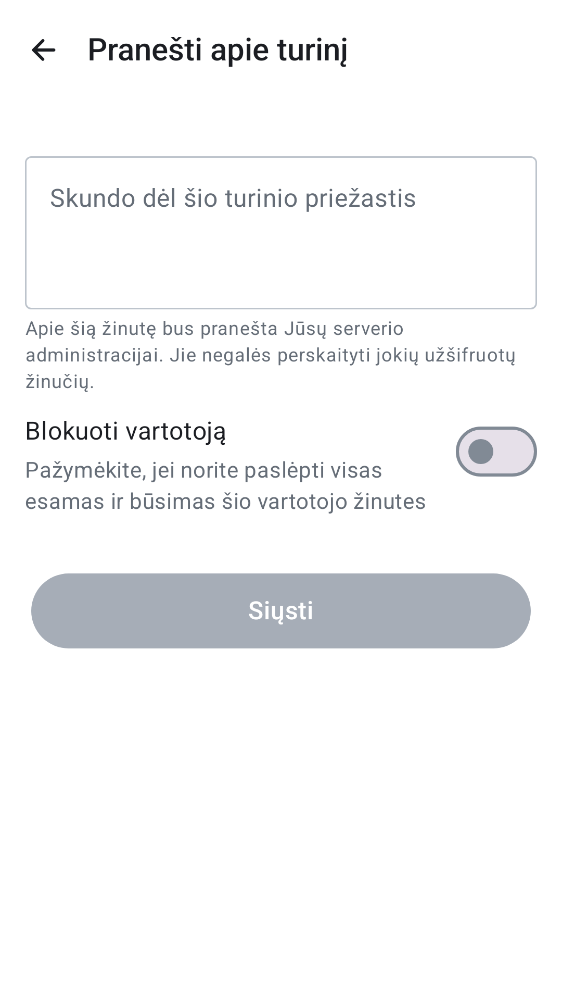 Pranešti apie turinį
Skundo dėl šio turinio priežastis
Apie šią žinutę bus pranešta Jūsų serverio
administracijai. Jie negalės perskaityti jokių užšifruotų
žinučių.
Blokuoti vartotoją
Pažymėkite, jei norite paslėpti visas
esamas ir būsimas šio vartotojo žinutes
Siųsti